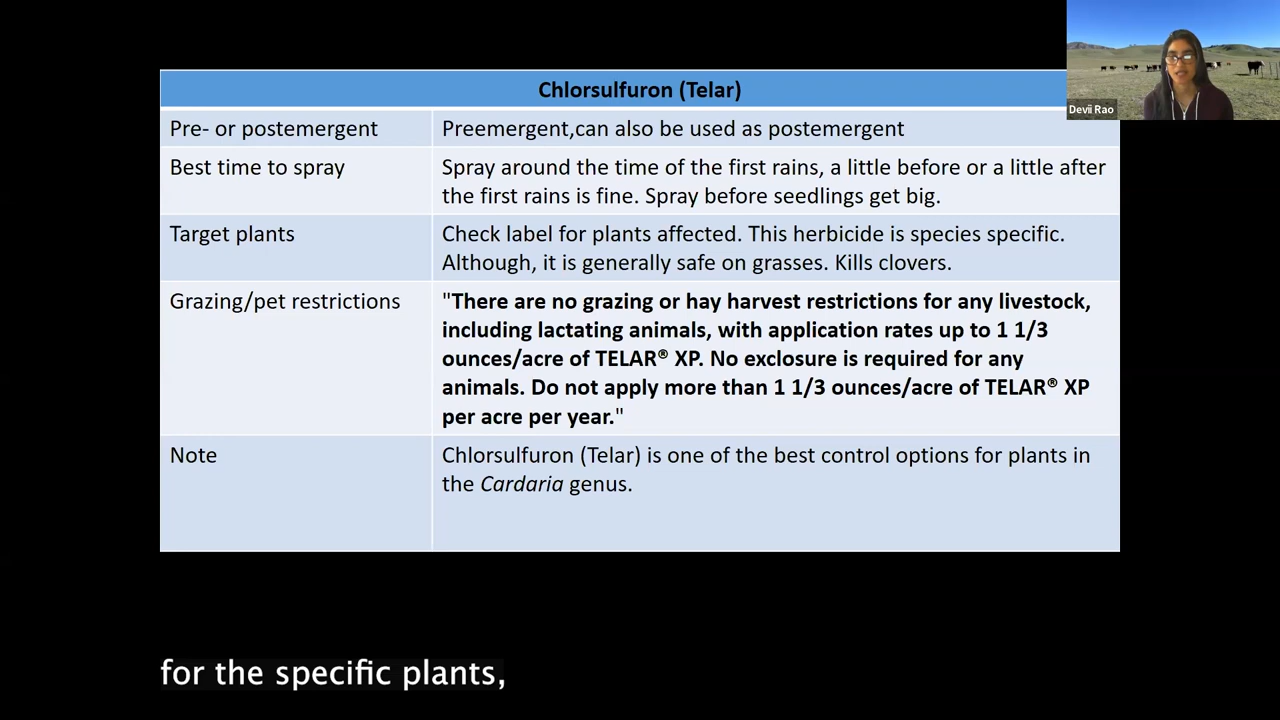 Chlorsulfuron (Telar)
Devii Rao
Pre- or postemergent
Preemergent,can also be used as postemergent
Best time to spray
Spray around the time of the first rains, a little before or a little after
the first rains is fine. Spray before seedlings get big.
Target plants
Check label for plants affected. This herbicide is species specific.
Although, it is generally safe on grasses. Kills clovers.
Grazing/pet restrictions
"There are no grazing or hay harvest restrictions for any livestock,
including lactating animals, with application rates up to 1 1/3
ounces/acre of TELAR® XP. No exclosure is required for any
animals. Do not apply more than 1 1/3 ounces/acre of TELAR® XP
per acre per year."
Note
Chlorsulfuron (Telar) is one of the best control options for plants in
the Cardaria genus.
for the specific plants,